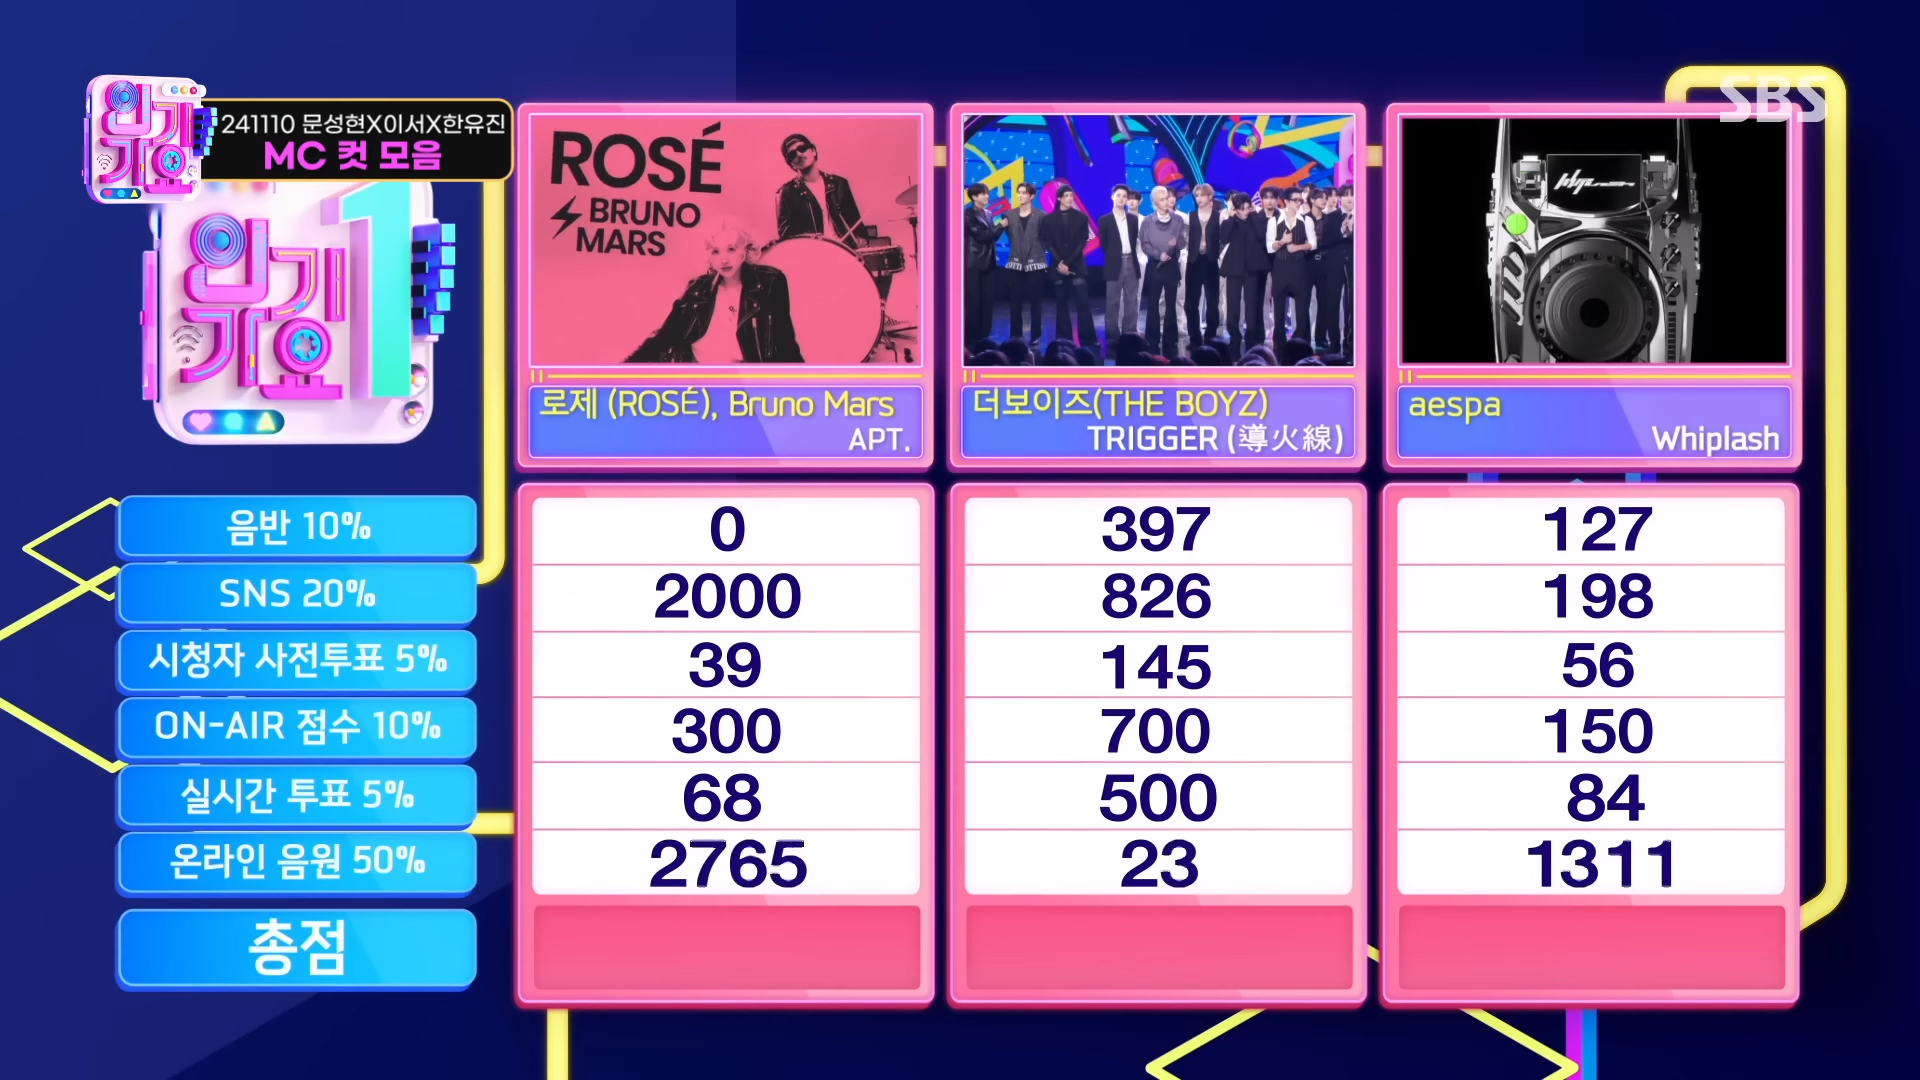 241110 문성현X이서X한유진
MC 컷 모음
인기
가요
SBS
인기
가요
1
ROSÉ
BRUNO
MARS
로제 (ROSÉ), Bruno Mars
APT.
더보이즈(THE BOYZ)
TRIGGER (導火線)
aespa
Whiplash
음반 10%
0
397
127
SNS 20%
2000
826
198
시청자 사전투표 5%
39
145
56
ON-AIR 점수 10%
300
700
150
실시간 투표 5%
68
500
84
온라인 음원 50%
2765
23
1311
총점